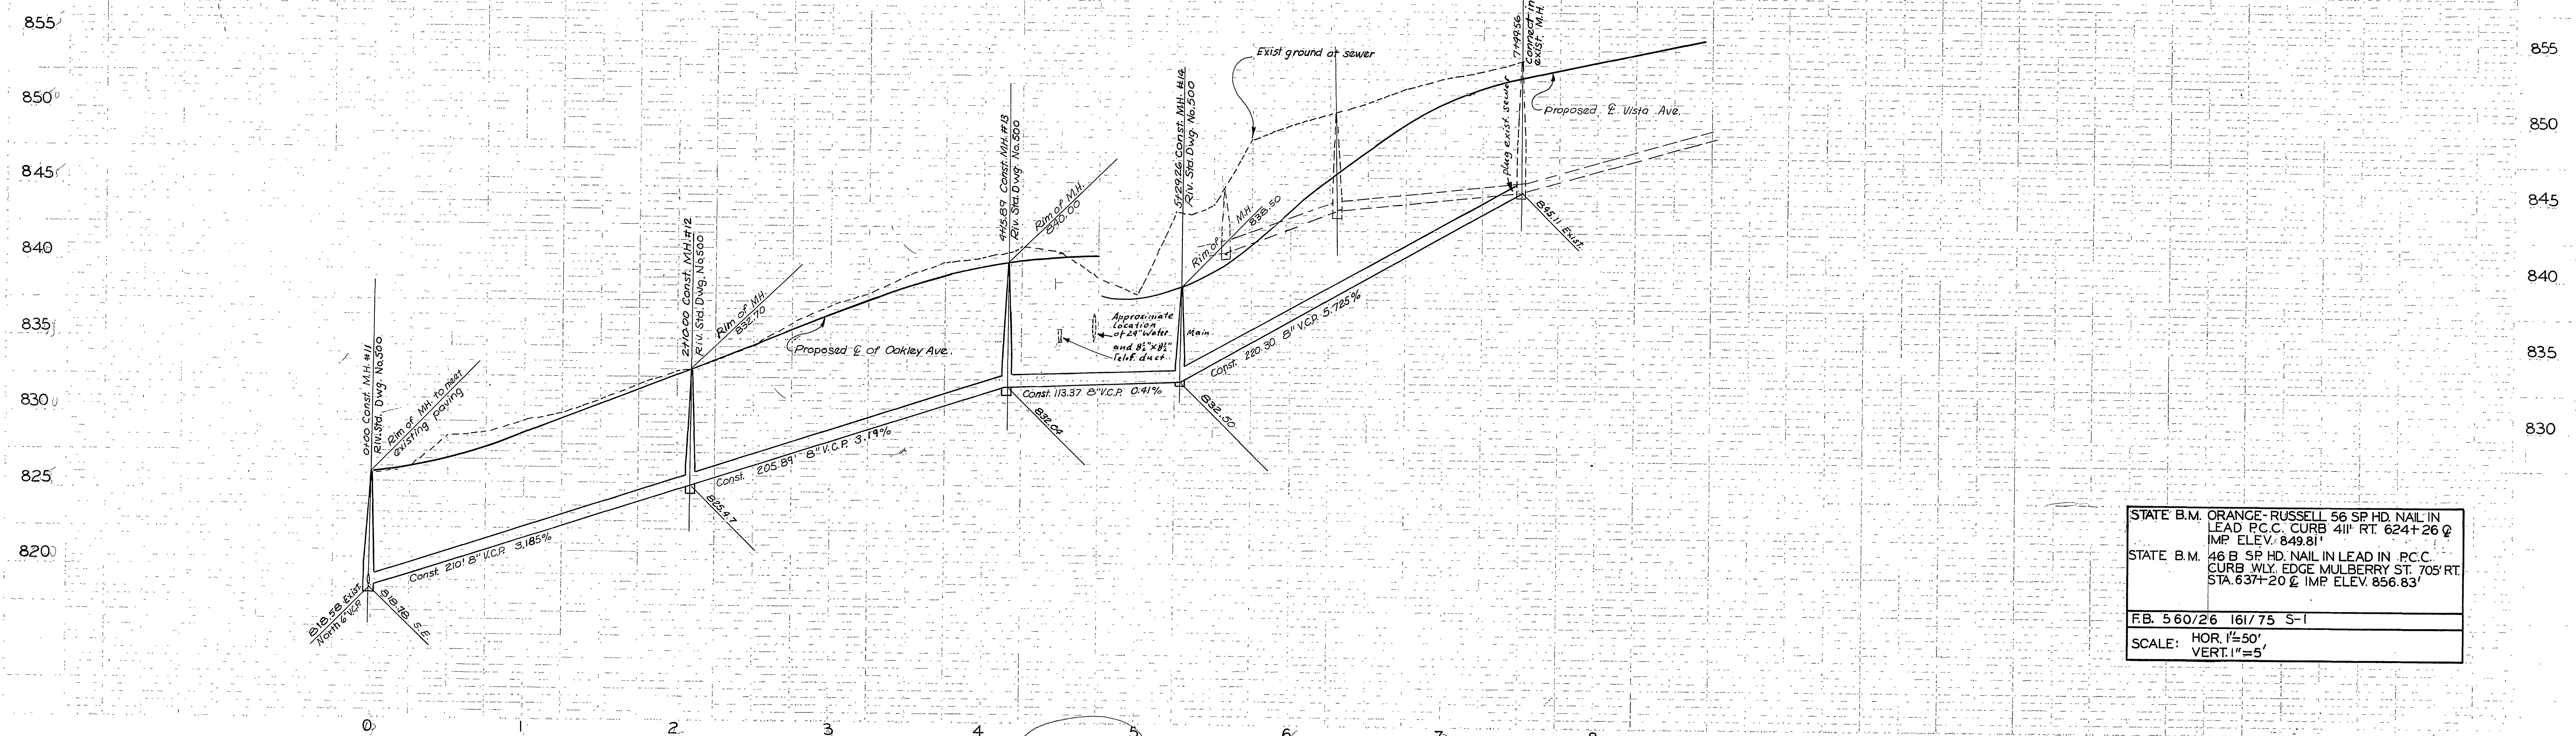 855
850
845
840
835
830
825
820
0+00 Const. M.H. #11
Riv. Std. Dwg. No.500
Rim of MH. to meet
existing paving
818.58 Exist.
North 6" V.C.P.
818.78 S.E.
Const. 210' 8" V.C.P. 3.185%
2+10.00 Const. M.H. #12
Riv. Std. Dwg. No.500
Rim of MH.
832.70
825.47
Const. 205.89' 8" V.C.P. 3.19%
Proposed ℄ of Oakley Ave.
4+15.89 Const. M.H. #13
Riv. Std. Dwg. No.500
Rim of M.H.
840.00
832.04
Const. 113.37 8" V.C.P. 0.41%
Approximate
location
of 24" Water Main
and 8½"x8½"
Telef. duct
5+29.26 Const. M.H. #14
Riv. Std. Dwg. No.500
Rim of M.H.
838.50
832.50
Const. 220.30 8" V.C.P. 5.725%
Exist ground at sewer
plug exist. sewer
7+49.56
Connect in
exist. M.H.
845.11 Exist.
Proposed ℄ Vista Ave.
855
850
845
840
835
830
STATE B.M. ORANGE-RUSSELL 56 SP. HD. NAIL IN
LEAD P.C.C. CURB 411' RT. 624+26 ℄
IMP ELEV. 849.81'
STATE B.M. 46 B SP. HD. NAIL IN LEAD IN P.C.C.
CURB WLY. EDGE MULBERRY ST. 705' RT.
STA. 637+20 ℄ IMP. ELEV. 856.83'
F.B. 560/26 161/75 S-1
SCALE: HOR. 1"=50'
VERT. 1"=5'
0 1 2 3 4 5 6 7 8